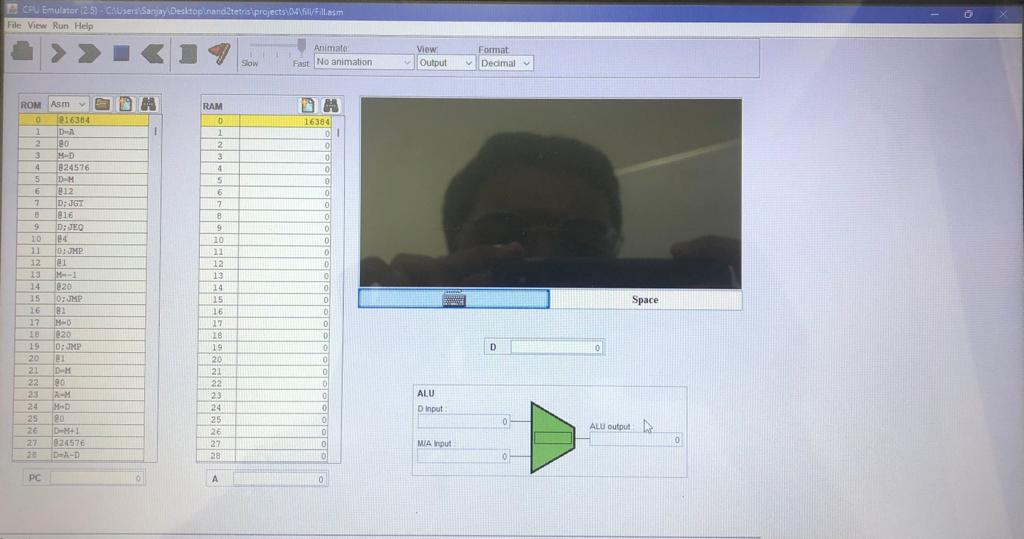 CPU Emulator (2.5) - C:\Users\Sanjay\Desktop\nand2tetris\projects\04\fill/Fill.asm
File View Run Help
Slow Fast
Animate:
No animation
View:
Output
Format:
Decimal
ROM Asm
0 @16384
1 D=A
2 @0
3 M=D
4 @24576
5 D=M
6 @12
7 D;JGT
8 @16
9 D;JEQ
10 @4
11 0;JMP
12 @1
13 M=-1
14 @20
15 0;JMP
16 @1
17 M=0
18 @20
19 0;JMP
20 @1
21 D=M
22 @0
23 A=M
24 M=D
25 @0
26 D=M+1
27 @24576
28 D=A-D
PC 0
RAM
0 16384
1 0
2 0
3 0
4 0
5 0
6 0
7 0
8 0
9 0
10 0
11 0
12 0
13 0
14 0
15 0
16 0
17 0
18 0
19 0
20 0
21 0
22 0
23 0
24 0
25 0
26 0
27 0
28 0
A 0
Space
D 0
ALU
D Input :
0
M/A Input :
0
ALU output :
0